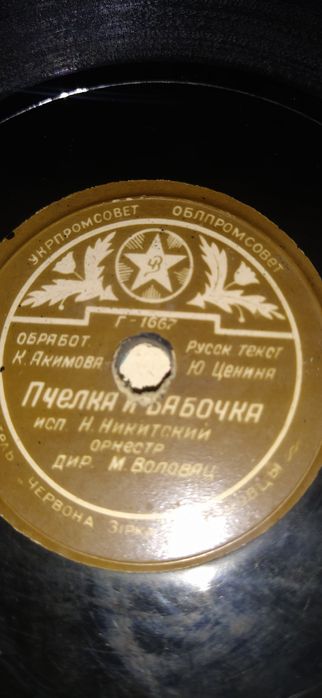 УКРПРОМСОВЕТ ОБЛПРОМСОВЕТ
Г-1667
ОБРАБОТ. РУССК ТЕКСТ
К. АКИМОВА Ю ЦЕНИНА
ПЧЕЛКА И БАБОЧКА
ИСП Н. НИКИТСКИЙ
ОРКЕСТР
ДИР. М. ВОЛОВАЦ
"ЧЕРВОНА